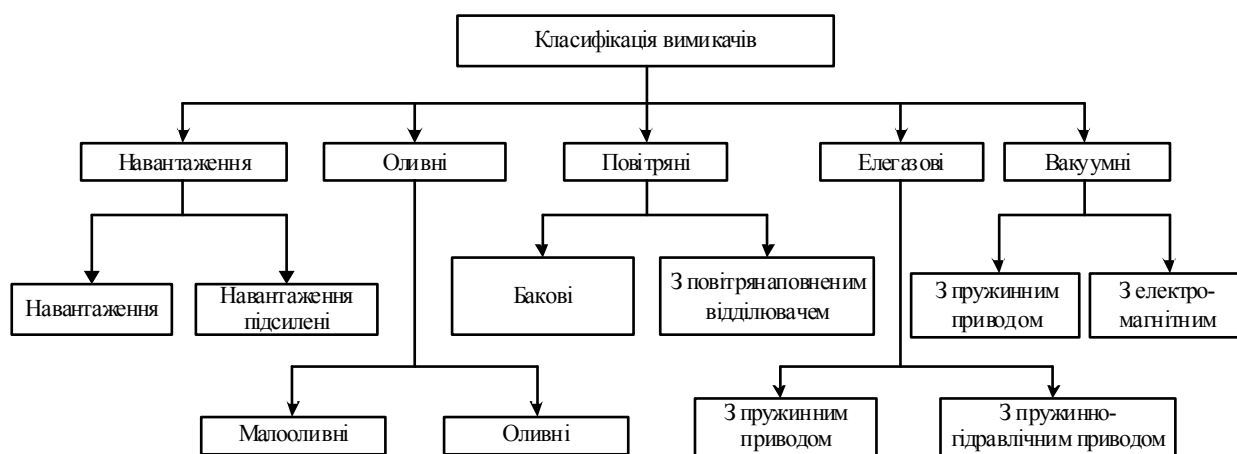 Класифікація вимикачів
Навантаження
Оливні
Повітряні
Елегазові
Вакуумні
Навантаження
Навантаження
підсилені
Бакові
З повітрянаповненим
відділювачем
З пружинним
приводом
З електро-
магнітним
Малооливні
Оливні
З пружинним
приводом
З пружинно-
гідравлічним приводом